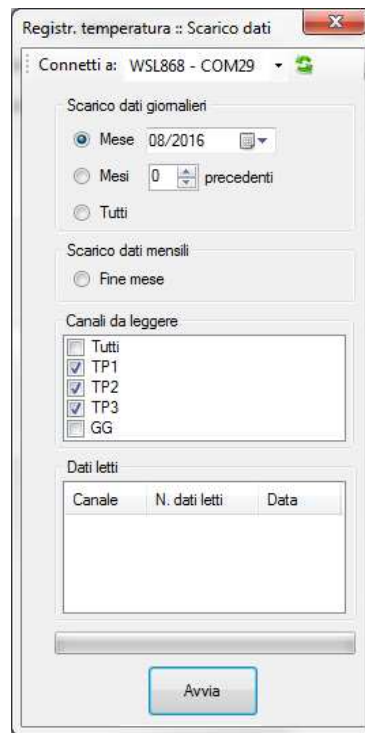 Registr. temperatura :: Scarico dati
Connetti a: WSL868 - COM29
Scarico dati giornalieri
Mese 08/2016
Mesi 0 precedenti
Tutti
Scarico dati mensili
Fine mese
Canali da leggere
Tutti
TP1
TP2
TP3
GG
Dati letti
Canale N. dati letti Data
Avvia